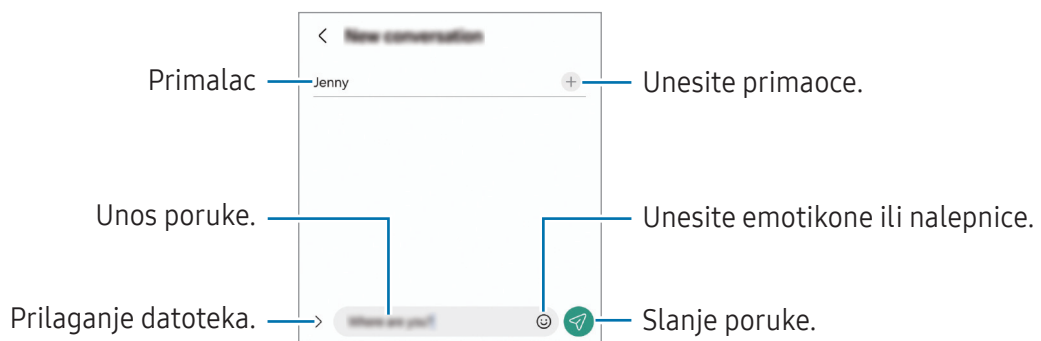 New conversation
Primalac
Jenny
Unesite primaoce.
Unos poruke.
Unesite emotikone ili nalepnice.
Prilaganje datoteka.
Where are you?
Slanje poruke.